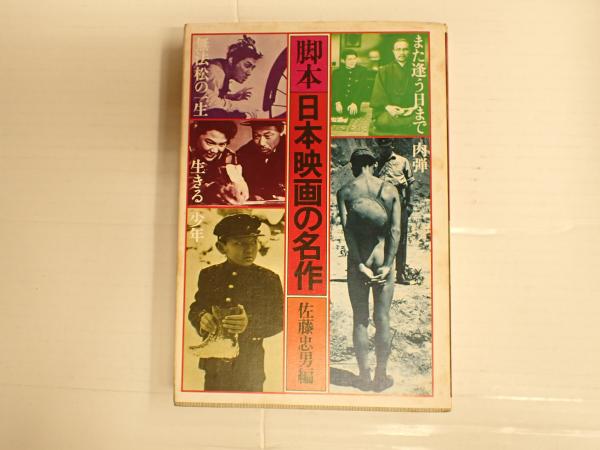 脚本 日本映画の名作
佐藤忠男編
また逢う日まで
肉弾
無法松の一生
生きる
少年